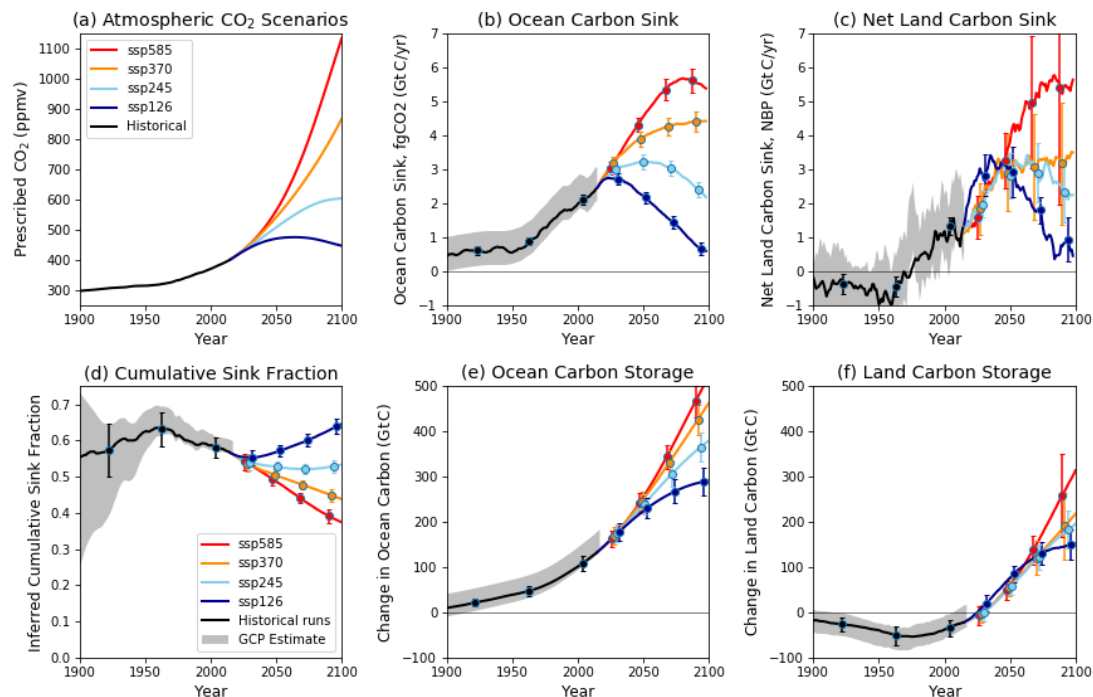 (a) Atmospheric CO₂ Scenarios
Prescribed CO₂ (ppmv)
1100
1000
900
800
700
600
500
400
300
ssp585
ssp370
ssp245
ssp126
Historical
1900 1950 2000 2050 2100
Year
(b) Ocean Carbon Sink
Ocean Carbon Sink, fgCO2 (Gt C/yr)
7
6
5
4
3
2
1
0
−1
1900 1950 2000 2050 2100
Year
(c) Net Land Carbon Sink
Net Land Carbon Sink, NBP (Gt C/yr)
7
6
5
4
3
2
1
0
−1
1900 1950 2000 2050 2100
Year
(d) Cumulative Sink Fraction
Inferred Cumulative Sink Fraction
0.7
0.6
0.5
0.4
0.3
0.2
0.1
0.0
ssp585
ssp370
ssp245
ssp126
Historical runs
GCP Estimate
1900 1950 2000 2050 2100
Year
(e) Ocean Carbon Storage
Change in Ocean Carbon (Gt C)
500
400
300
200
100
0
−100
1900 1950 2000 2050 2100
Year
(f) Land Carbon Storage
Change in Land Carbon (Gt C)
500
400
300
200
100
0
−100
1900 1950 2000 2050 2100
Year